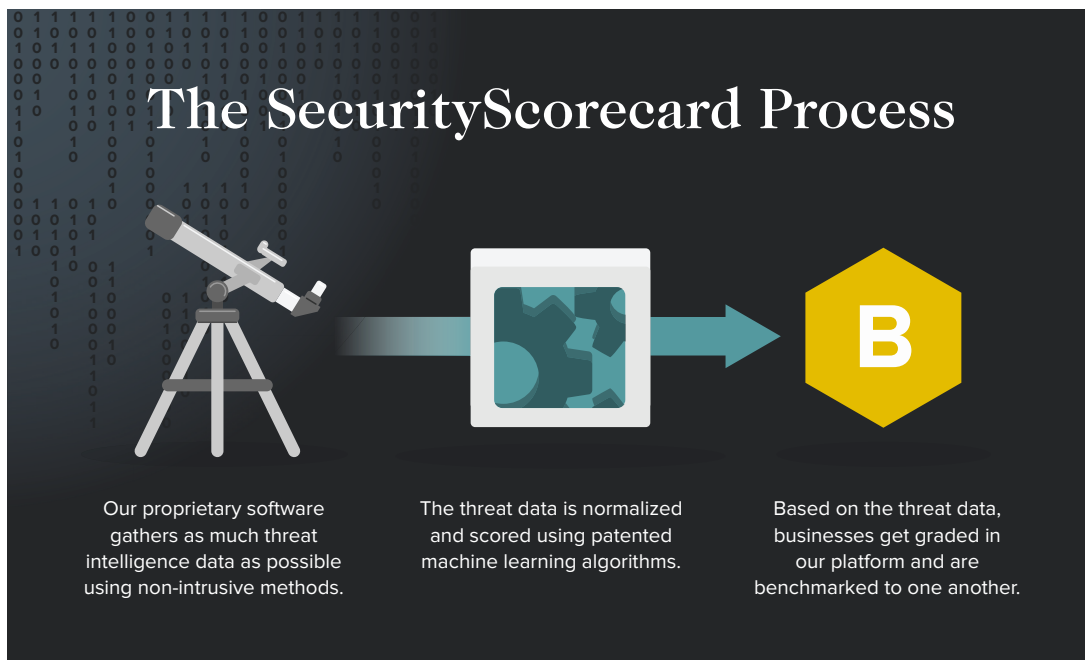 The SecurityScorecard Process
B
Our proprietary software
gathers as much threat
intelligence data as possible
using non-intrusive methods.
The threat data is normalized
and scored using patented
machine learning algorithms.
Based on the threat data,
businesses get graded in
our platform and are
benchmarked to one another.